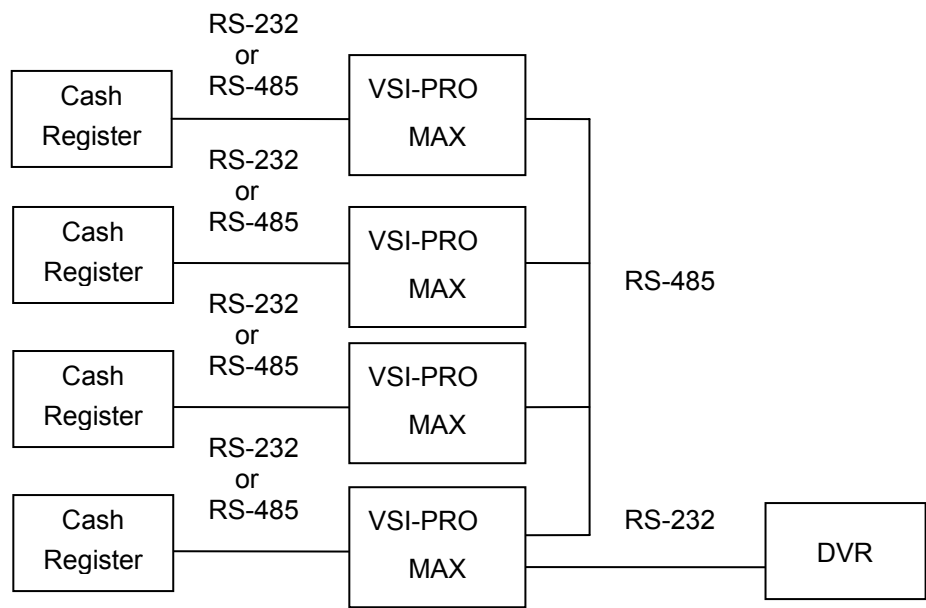 RS-232
or
RS-485
Cash
Register
VSI-PRO
MAX
RS-232
or
RS-485
Cash
Register
VSI-PRO
MAX
RS-485
RS-232
or
RS-485
Cash
Register
VSI-PRO
MAX
RS-232
or
RS-485
Cash
Register
VSI-PRO
MAX
RS-232
DVR